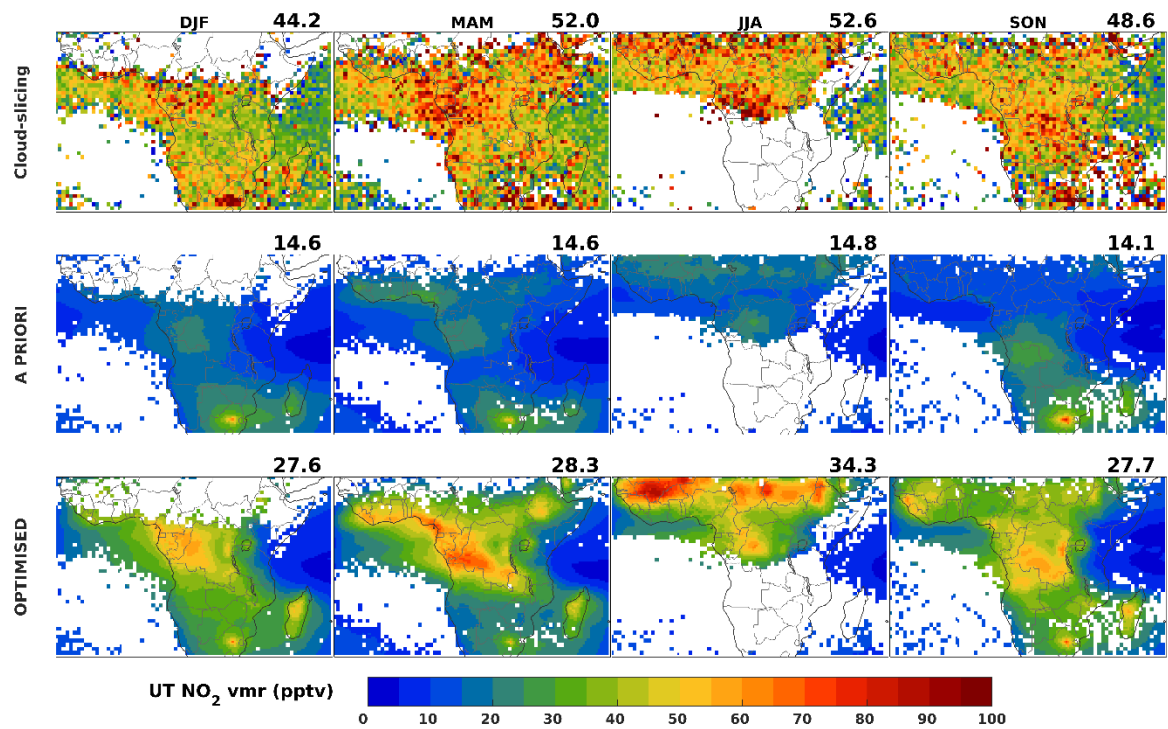 DJF 44.2 MAM 52.0 JJA 52.6 SON 48.6
Cloud-slicing
14.6 14.6 14.8 14.1
A PRIORI
27.6 28.3 34.3 27.7
OPTIMISED
UT NO₂ vmr (pptv)
0 10 20 30 40 50 60 70 80 90 100